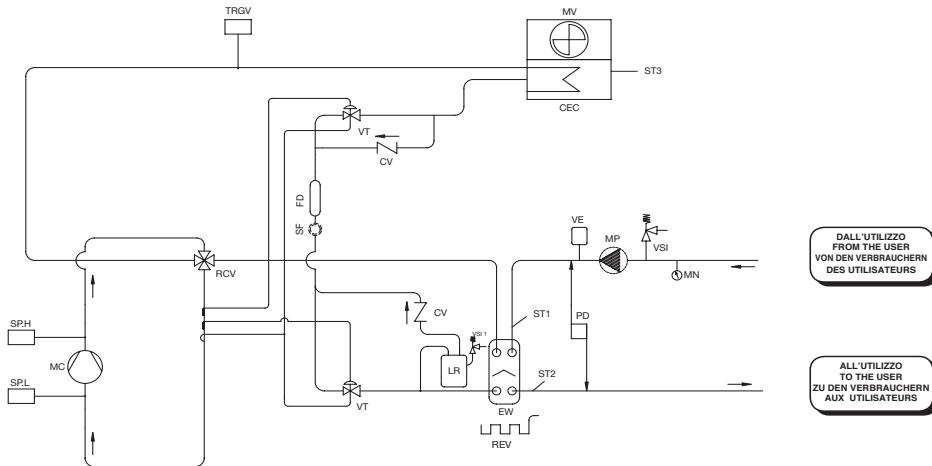 TRGV
MV
ST3
CEC
VT
CV
FD
SF
VE
MP
VSI
DALL'UTILIZZO
FROM THE USER
VON DEN VERBRAUCHERN
DES UTILISATEURS
RCV
MN
CV
ST1
PD
SP.H
VSI 1
MC
LR
ALL'UTILIZZO
TO THE USER
ZU DEN VERBRAUCHERN
AUX UTILISATEURS
SP.L
ST2
VT
EW
REV